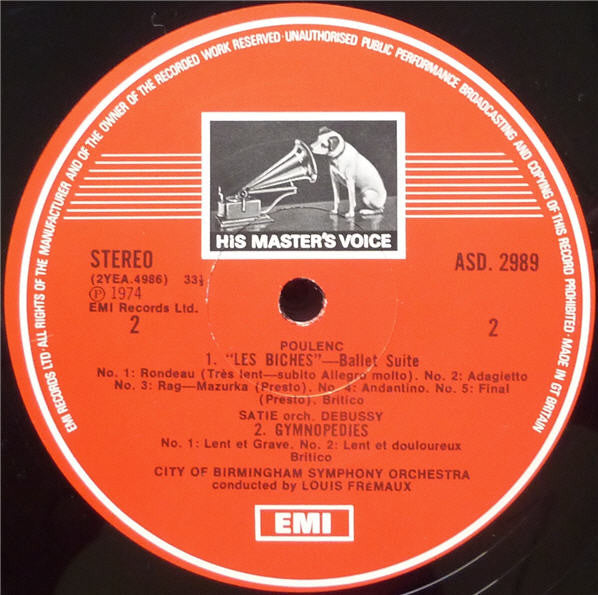 EMI RECORDS LTD·ALL RIGHTS OF THE MANUFACTURER AND OF THE OWNER OF THE RECORDED WORK RESERVED·UNAUTHORISED PUBLIC PERFORMANCE BROADCASTING AND COPYING OF THIS RECORD PROHIBITED·MADE IN GT BRITAIN
HIS MASTER'S VOICE
STEREO
(2YEA.4986) 33⅓
Ⓟ 1974
EMI Records Ltd.
2
ASD. 2989
2
POULENC
1. "LES BICHES"—Ballet Suite
No. 1: Rondeau (Très lent—subito Allegro molto). No. 2: Adagietto
No. 3: Rag—Mazurka (Presto). No. 4: Andantino. No. 5: Final
(Presto). Britico
SATIE orch. DEBUSSY
2. GYMNOPEDIES
No. 1: Lent et Grave. No. 2: Lent et douloureux
Britico
CITY OF BIRMINGHAM SYMPHONY ORCHESTRA
conducted by LOUIS FRéMAUX
EMI